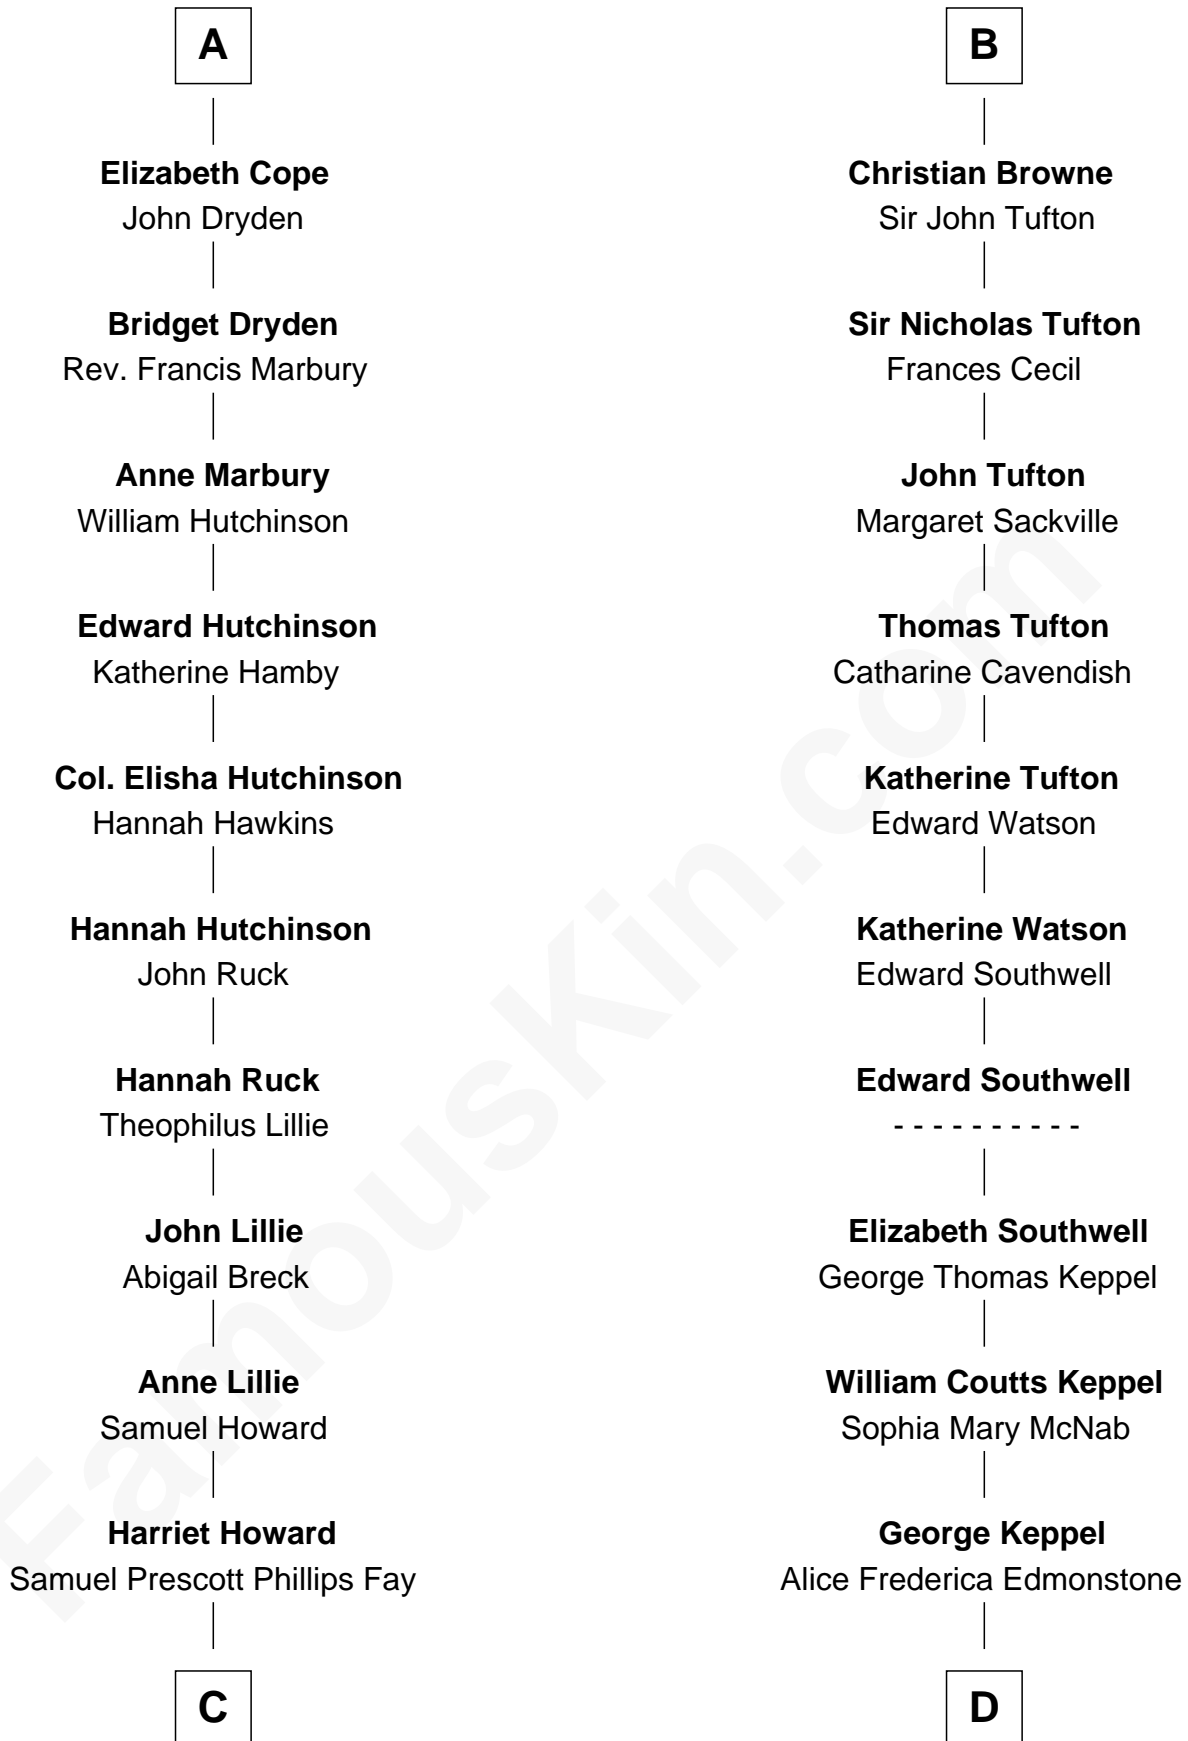 A
Elizabeth Cope
John Dryden
Bridget Dryden
Rev. Francis Marbury
Anne Marbury
William Hutchinson
Edward Hutchinson
Katherine Hamby
Col. Elisha Hutchinson
Hannah Hawkins
Hannah Hutchinson
John Ruck
Hannah Ruck
Theophilus Lillie
John Lillie
Abigail Breck
Anne Lillie
Samuel Howard
Harriet Howard
Samuel Prescott Phillips Fay
C
B
Christian Browne
Sir John Tufton
Sir Nicholas Tufton
Frances Cecil
John Tufton
Margaret Sackville
Thomas Tufton
Catharine Cavendish
Katherine Tufton
Edward Watson
Katherine Watson
Edward Southwell
Edward Southwell
- - - - - - - - - -
Elizabeth Southwell
George Thomas Keppel
William Coutts Keppel
Sophia Mary McNab
George Keppel
Alice Frederica Edmonstone
D
FamousKin.com